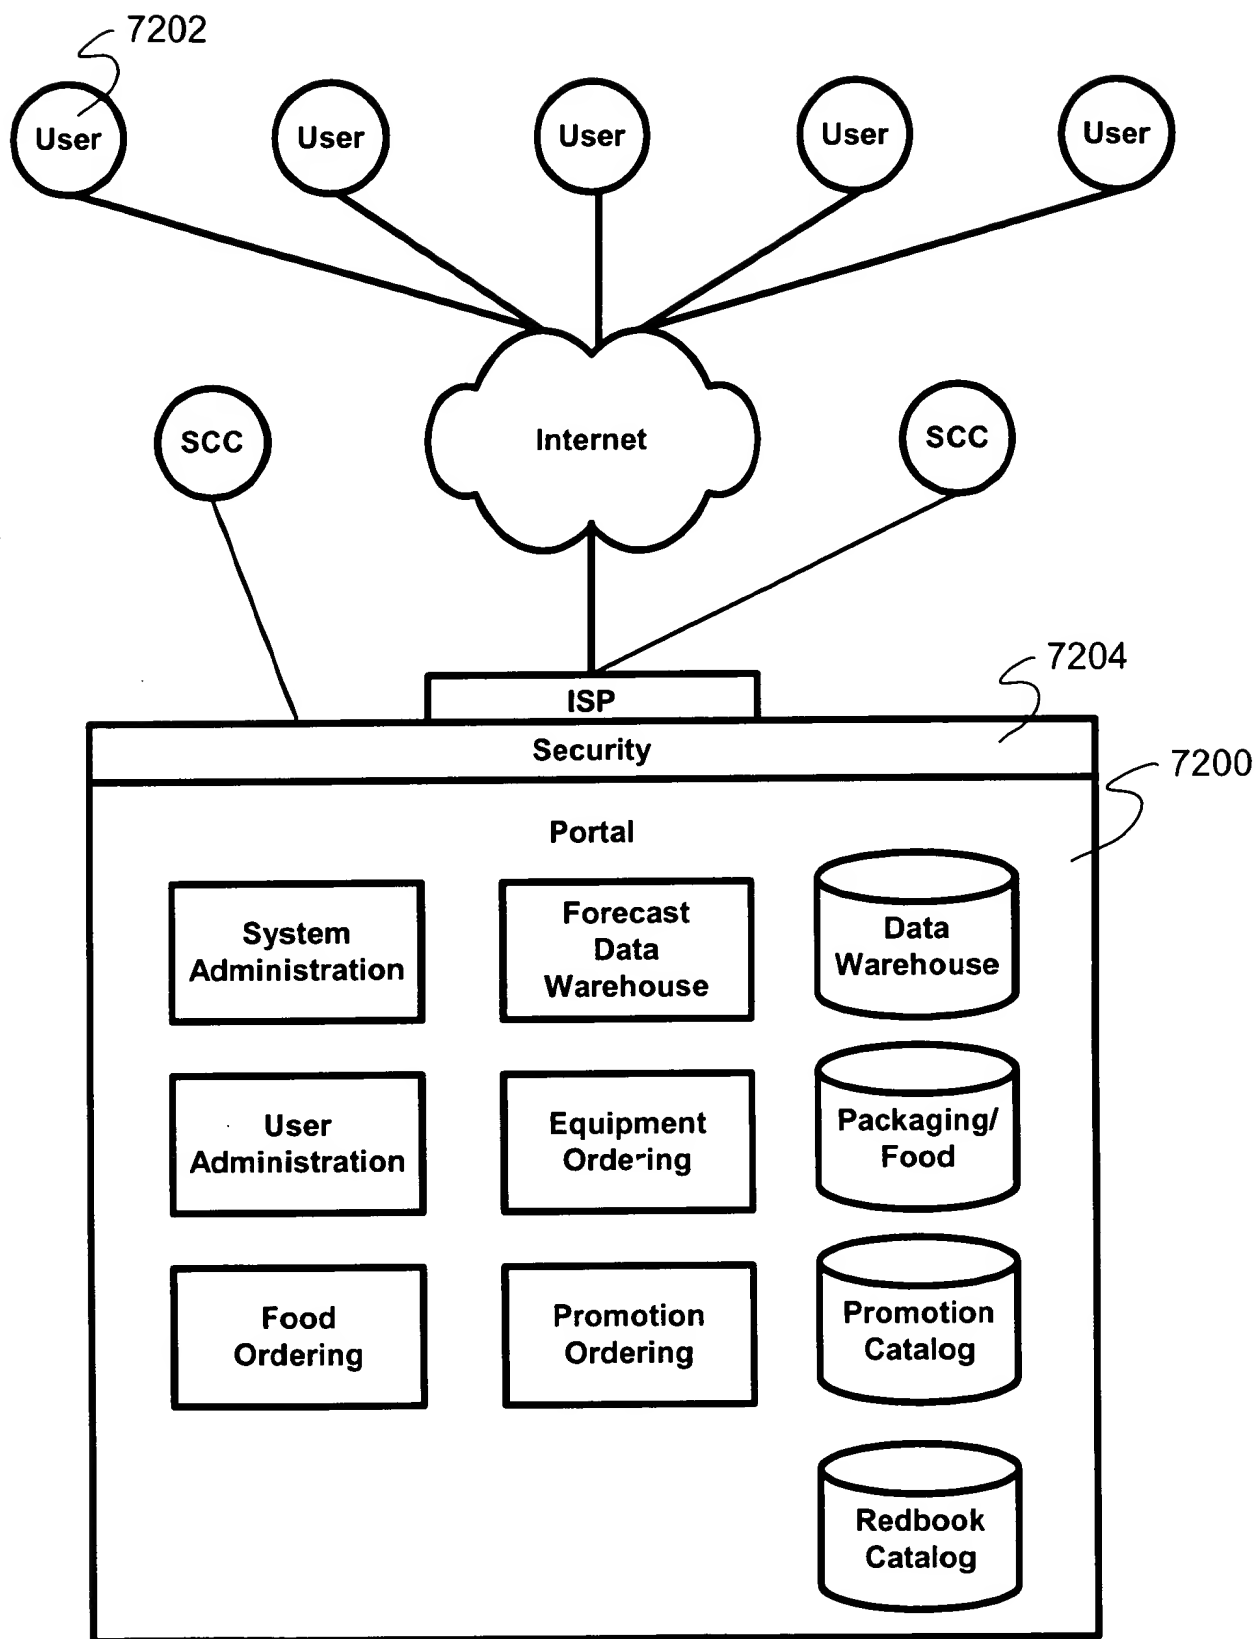 7202
User
User
User
User
User
SCC
Internet
SCC
7204
ISP
Security
7200
Portal
System
Administration
Forecast
Data
Warehouse
Data
Warehouse
User
Administration
Equipment
Ordering
Packaging/
Food
Food
Ordering
Promotion
Ordering
Promotion
Catalog
Redbook
Catalog